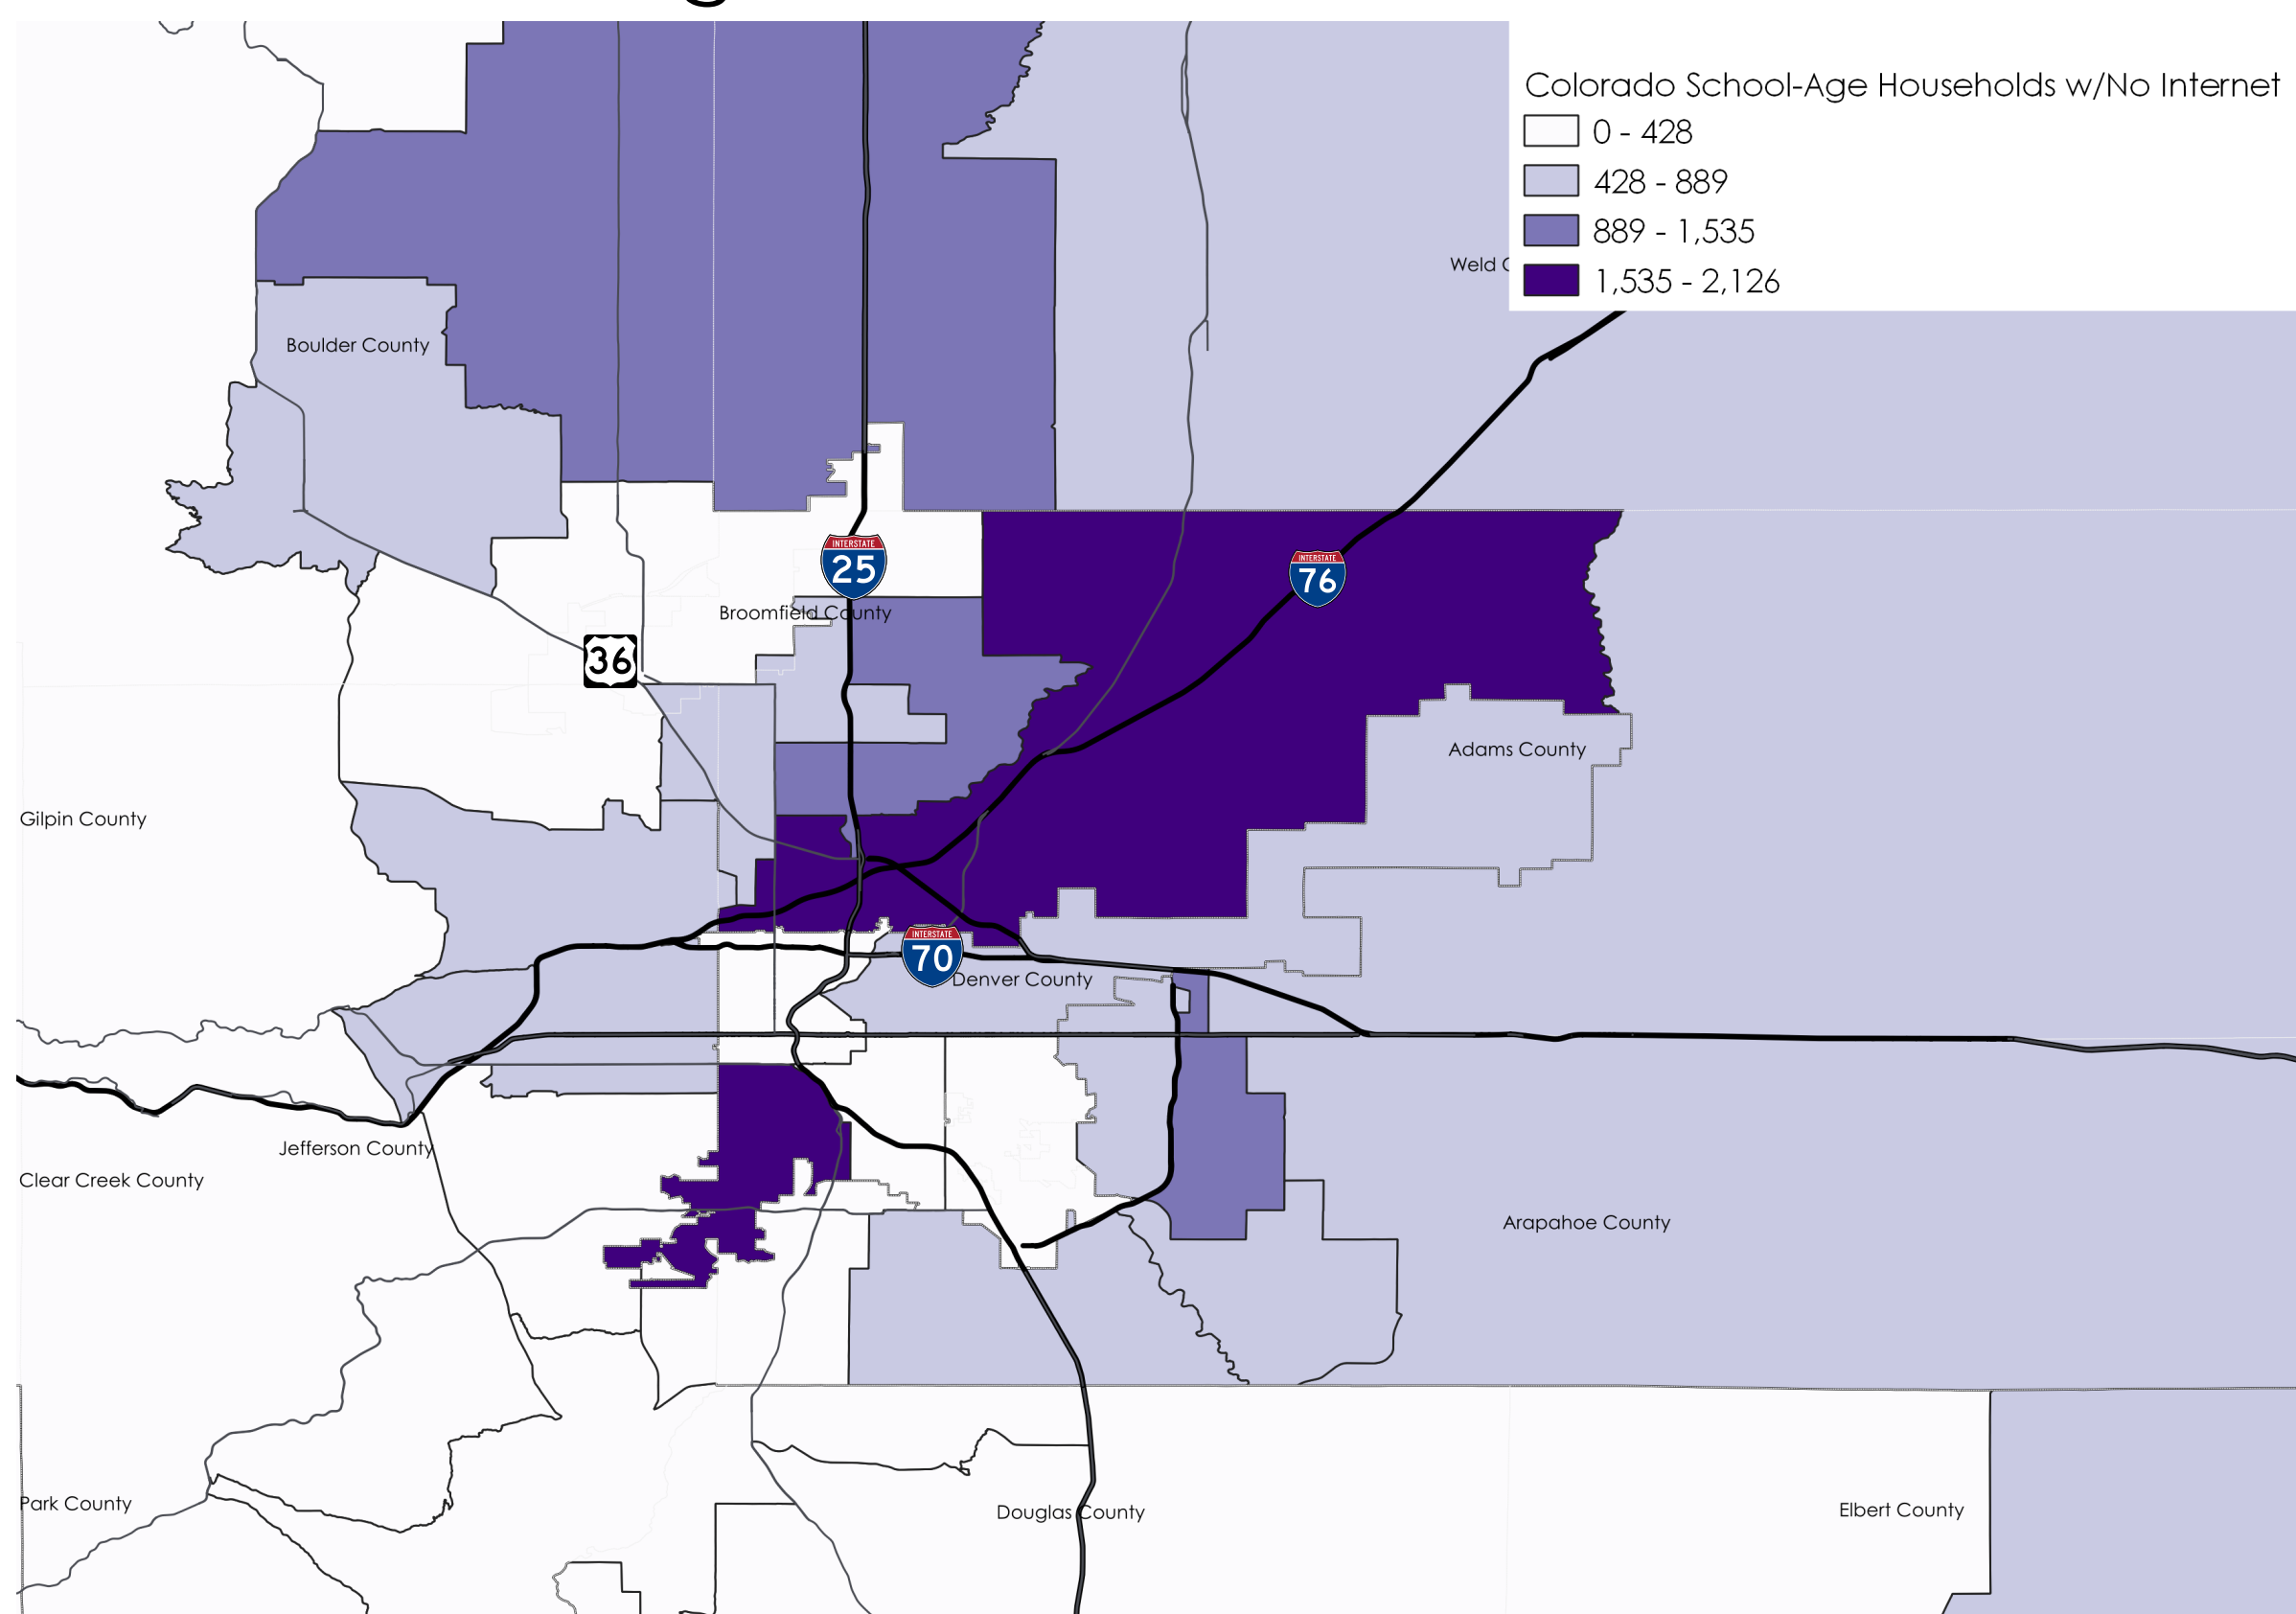 Colorado School-Age Households w/No Internet
0 - 428
428 - 889
889 - 1,535
1,535 - 2,126
Weld
Boulder County
INTERSTATE
25
INTERSTATE
76
Broomfield County
36
Adams County
Gilpin County
INTERSTATE
70
Denver County
Jefferson County
Clear Creek County
Arapahoe County
Park County
Douglas County
Elbert County